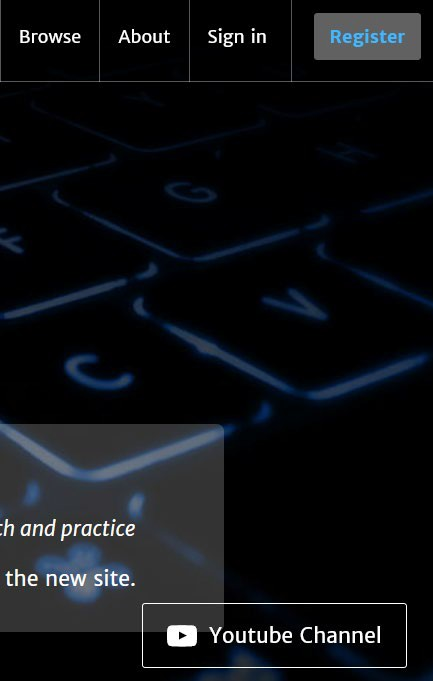 Browse About Sign in Register
G
H
F
V
C
ch and practice
the new site.
Youtube Channel